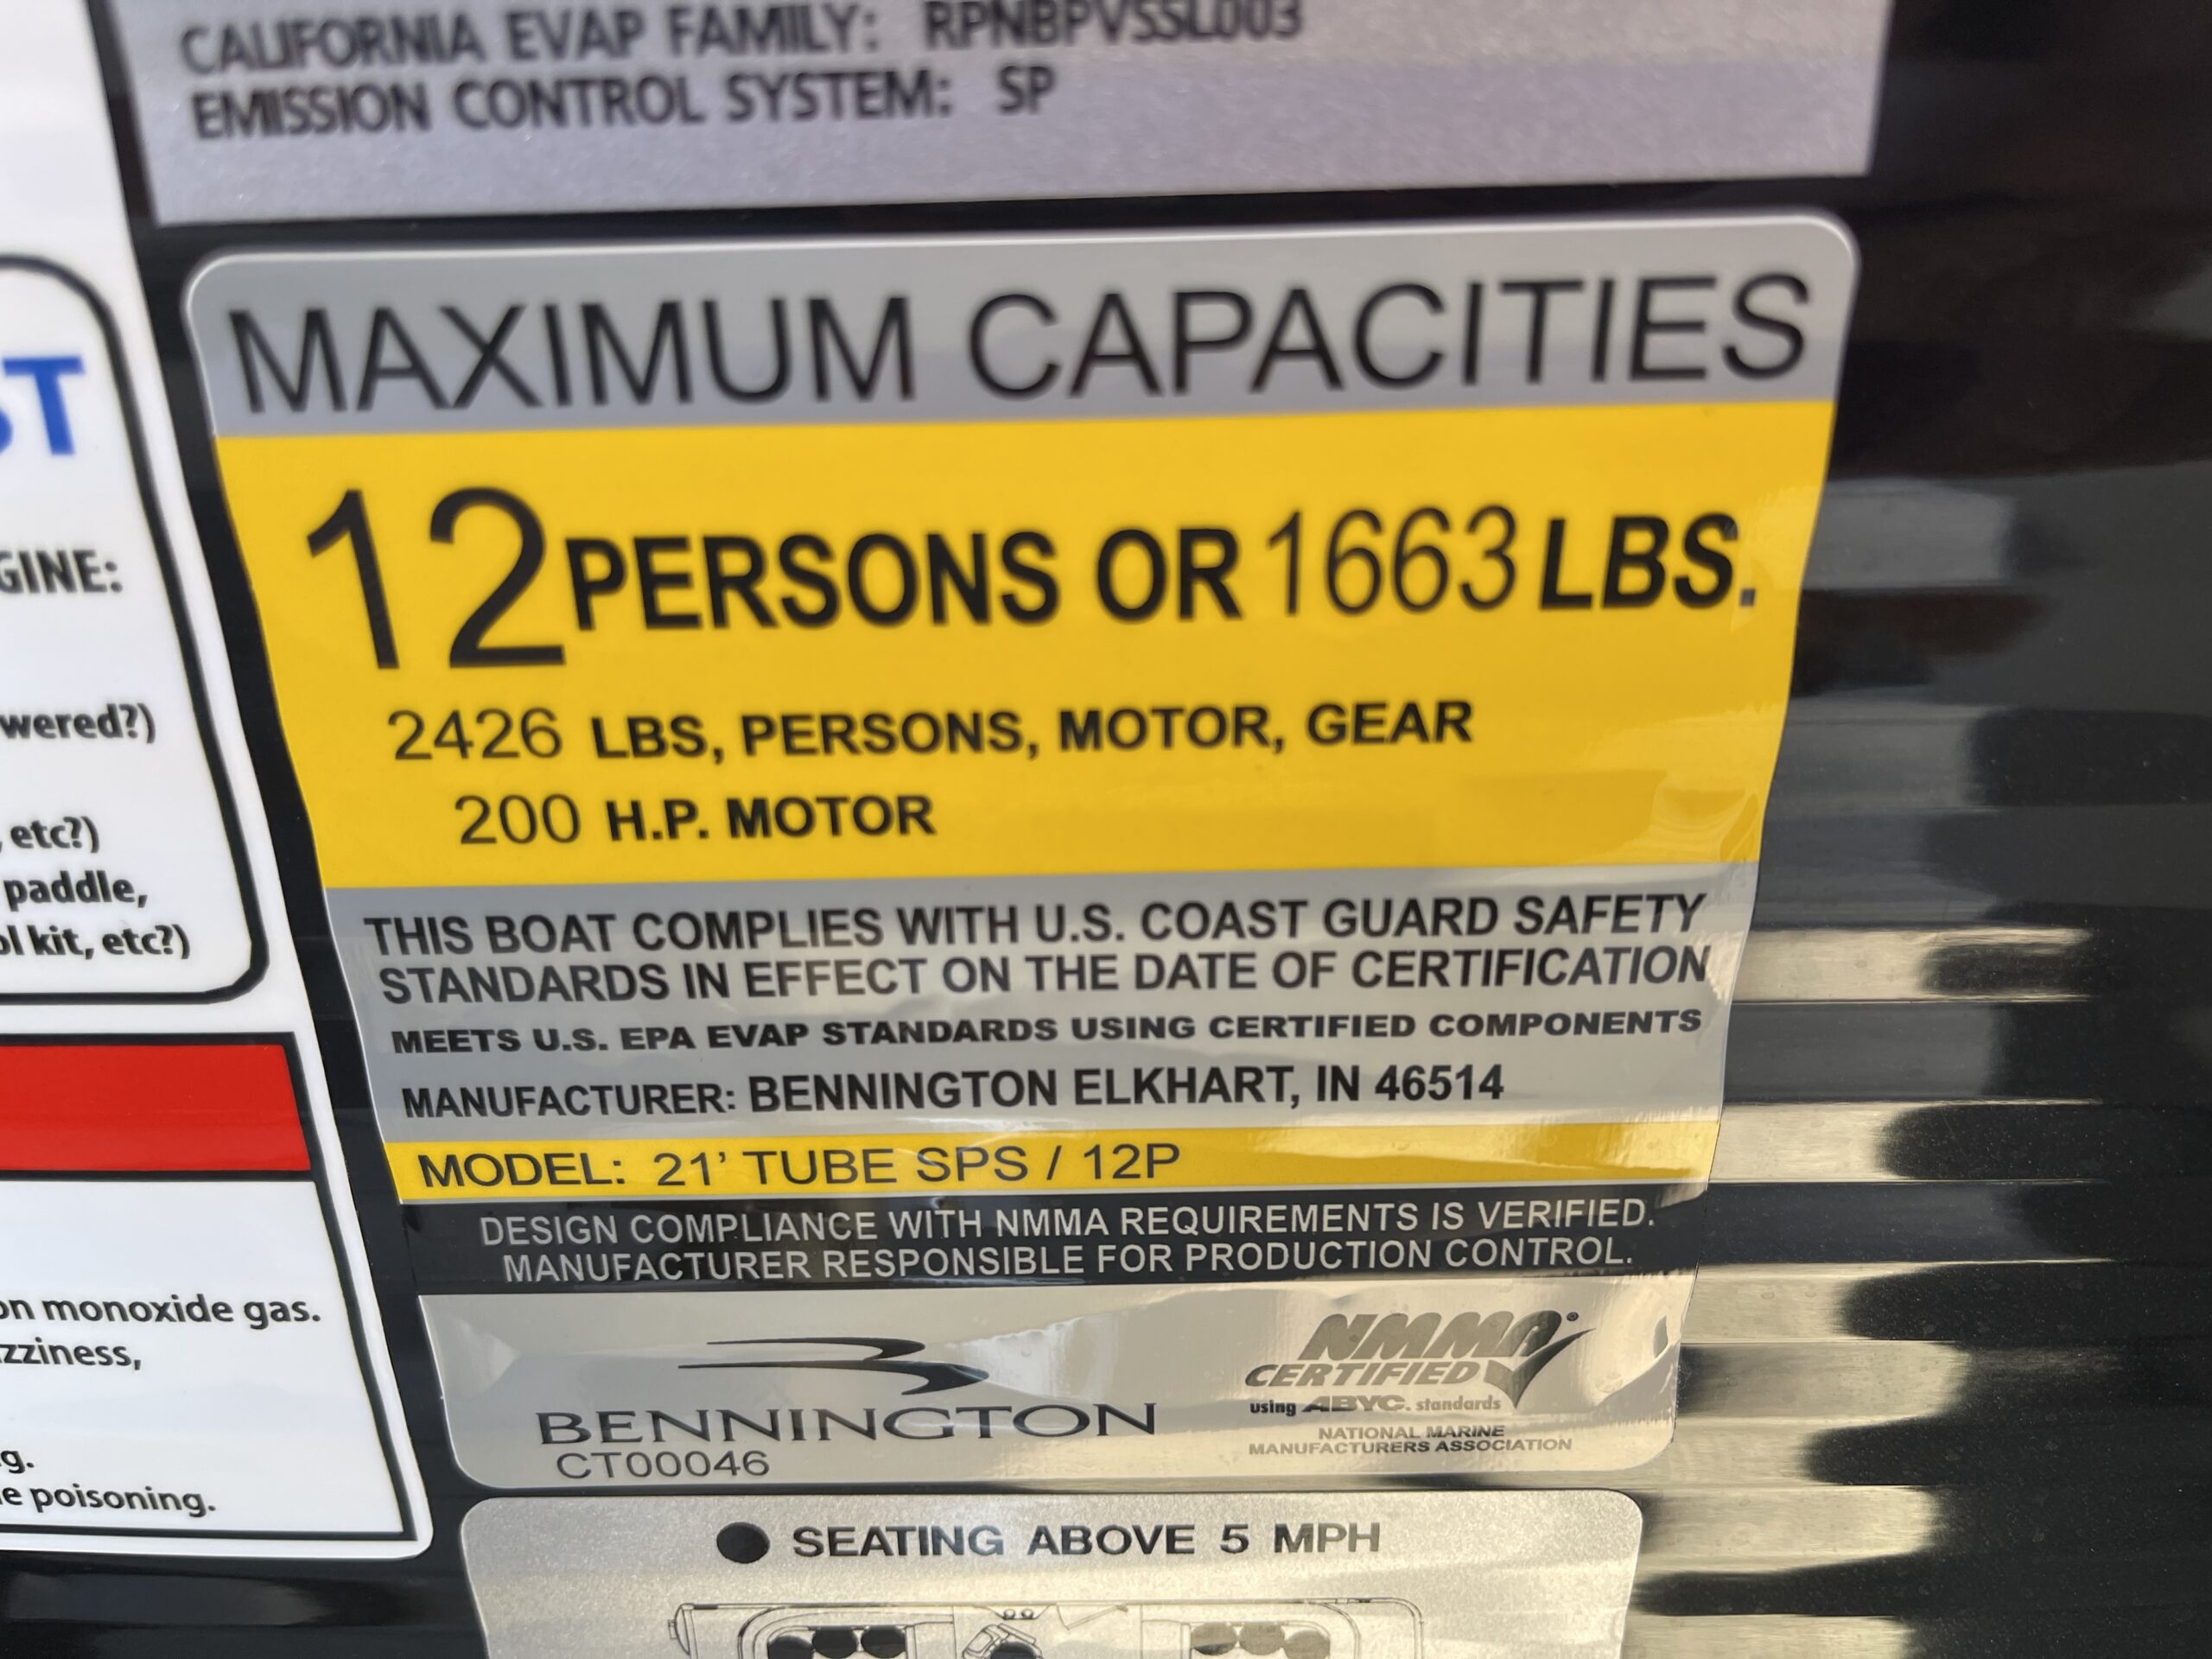 CALIFORNIA EVAP FAMILY: RPNBPVSSL003
EMISSION CONTROL SYSTEM: SP
ST
GINE:
wered?)
, etc?)
paddle,
ol kit, etc?)
on monoxide gas.
zziness,
g.
e poisoning.
MAXIMUM CAPACITIES
12 PERSONS OR 1663 LBS.
2426 LBS, PERSONS, MOTOR, GEAR
200 H.P. MOTOR
THIS BOAT COMPLIES WITH U.S. COAST GUARD SAFETY
STANDARDS IN EFFECT ON THE DATE OF CERTIFICATION
MEETS U.S. EPA EVAP STANDARDS USING CERTIFIED COMPONENTS
MANUFACTURER: BENNINGTON ELKHART, IN 46514
MODEL: 21' TUBE SPS / 12P
DESIGN COMPLIANCE WITH NMMA REQUIREMENTS IS VERIFIED.
MANUFACTURER RESPONSIBLE FOR PRODUCTION CONTROL.
BENNINGTON
CT00046
NMMA
CERTIFIED
using ABYC. standards
NATIONAL MARINE
MANUFACTURERS ASSOCIATION
SEATING ABOVE 5 MPH